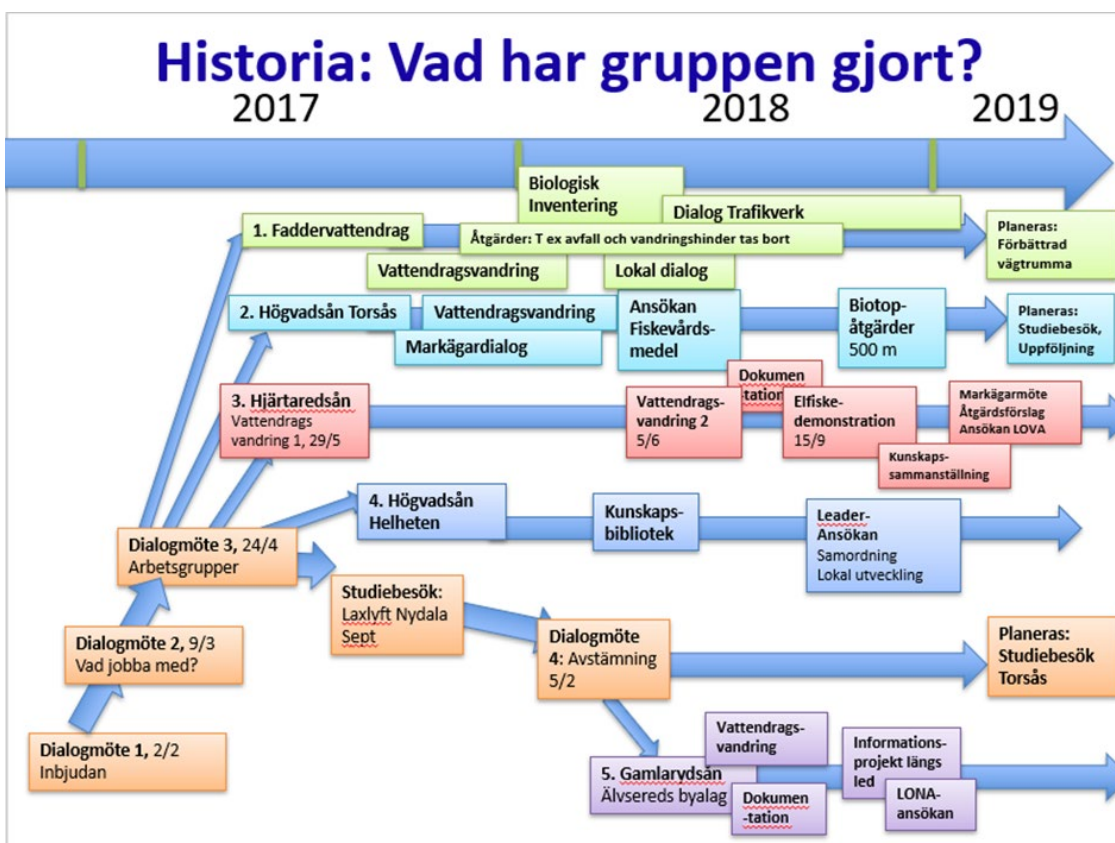 Historia: Vad har gruppen gjort?
2017
2018
2019
Biologisk
Inventering
Dialog Trafikverk
1. Faddervattendrag
Åtgärder: T ex avfall och vandringshinder tas bort
Vattendragsvandring
Lokal dialog
Planeras:
Förbättrad
vägtrumma
2. Högvadsån Torsås
Vattendragsvandring
Markägardialog
Ansökan
Fiskevårds-
medel
Biotop-
åtgärder
500 m
Planeras:
Studiebesök,
Uppföljning
3. Hjärtaredsån
Vattendrags
vandring 1, 29/5
Vattendrags-
vandring 2
5/6
Dokumen
-tation
Elfiske-
demonstration
15/9
Kunskaps-
sammanställning
Markägarmöte
Åtgärdsförslag
Ansökan LOVA
4. Högvadsån
Helheten
Kunskaps-
bibliotek
Leader-
Ansökan
Samordning
Lokal utveckling
Dialogmöte 3, 24/4
Arbetsgrupper
Studiebesök:
Laxlyft Nydala
Sept
Dialogmöte 2, 9/3
Vad jobba med?
Dialogmöte
4: Avstämning
5/2
Planeras:
Studiebesök
Torsås
Dialogmöte 1, 2/2
Inbjudan
5. Gamlarydsån
Älvsereds byalag
Vattendrags-
vandring
Dokumen
-tation
Informations-
projekt längs
led
LONA-
ansökan